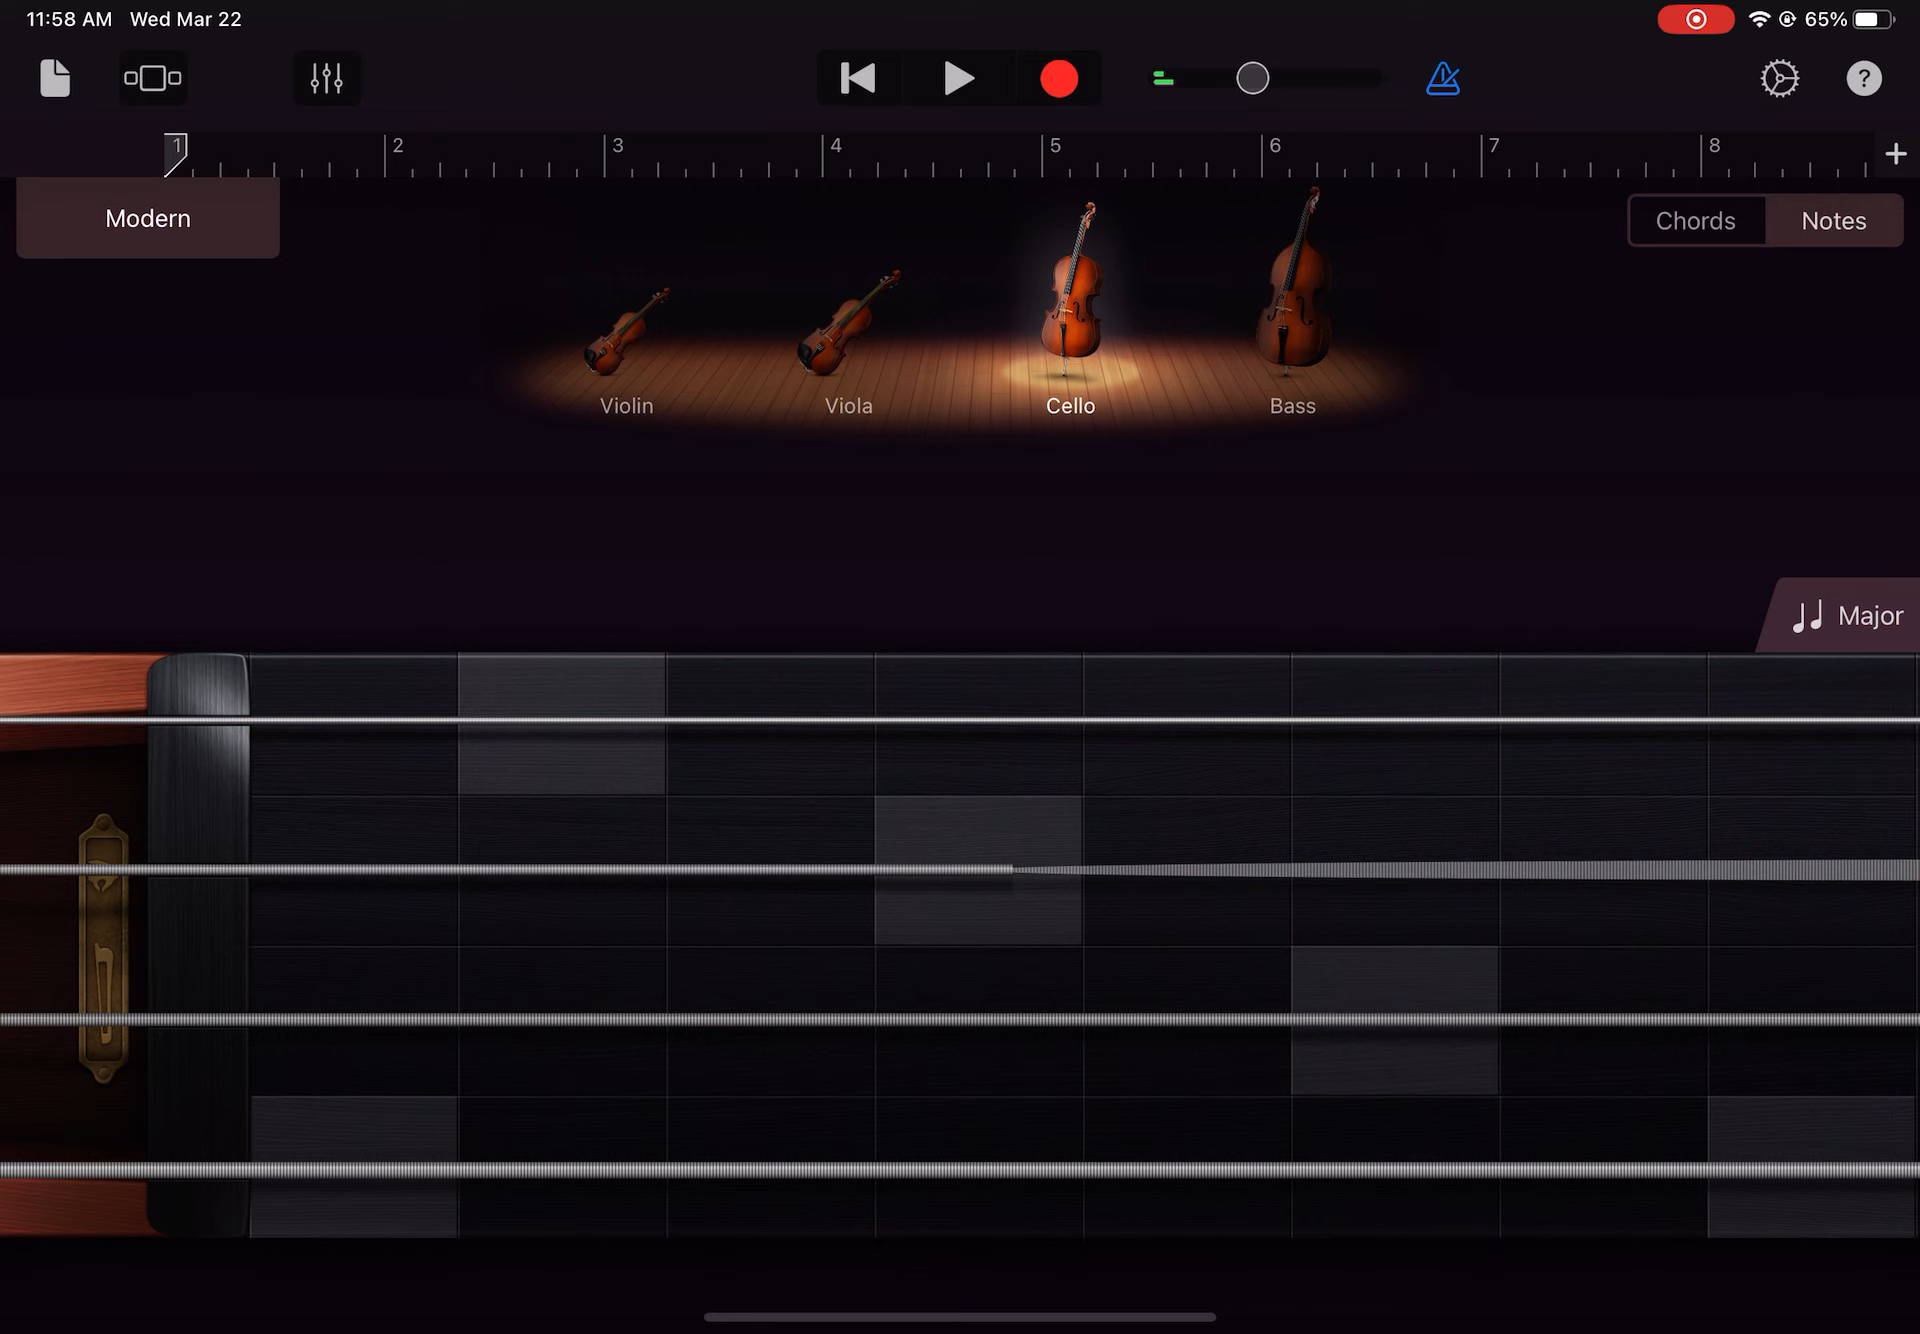 11:58 AM Wed Mar 22
65%
?
1 2 3 4 5 6 7 8
Modern
Chords Notes
Violin Viola Cello Bass
Major